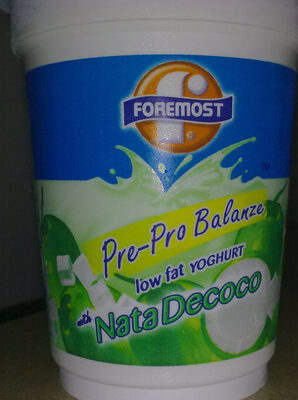 f.
FOREMOST
TM
Pre-Pro Balanze
low fat YOGHURT
with Nata Decoco